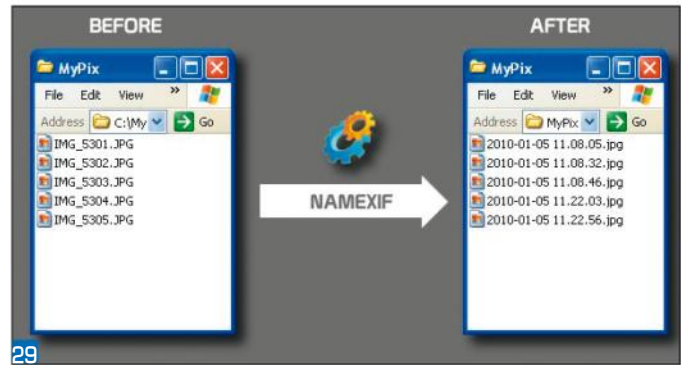 BEFORE
MyPix
File Edit View »
Address C:\My Go
IMG_5301.JPG
IMG_5302.JPG
IMG_5303.JPG
IMG_5304.JPG
IMG_5305.JPG
NAMEXIF
AFTER
MyPix
File Edit View »
Address MyPix Go
2010-01-05 11.08.05.jpg
2010-01-05 11.08.32.jpg
2010-01-05 11.08.46.jpg
2010-01-05 11.22.03.jpg
2010-01-05 11.22.56.jpg
29